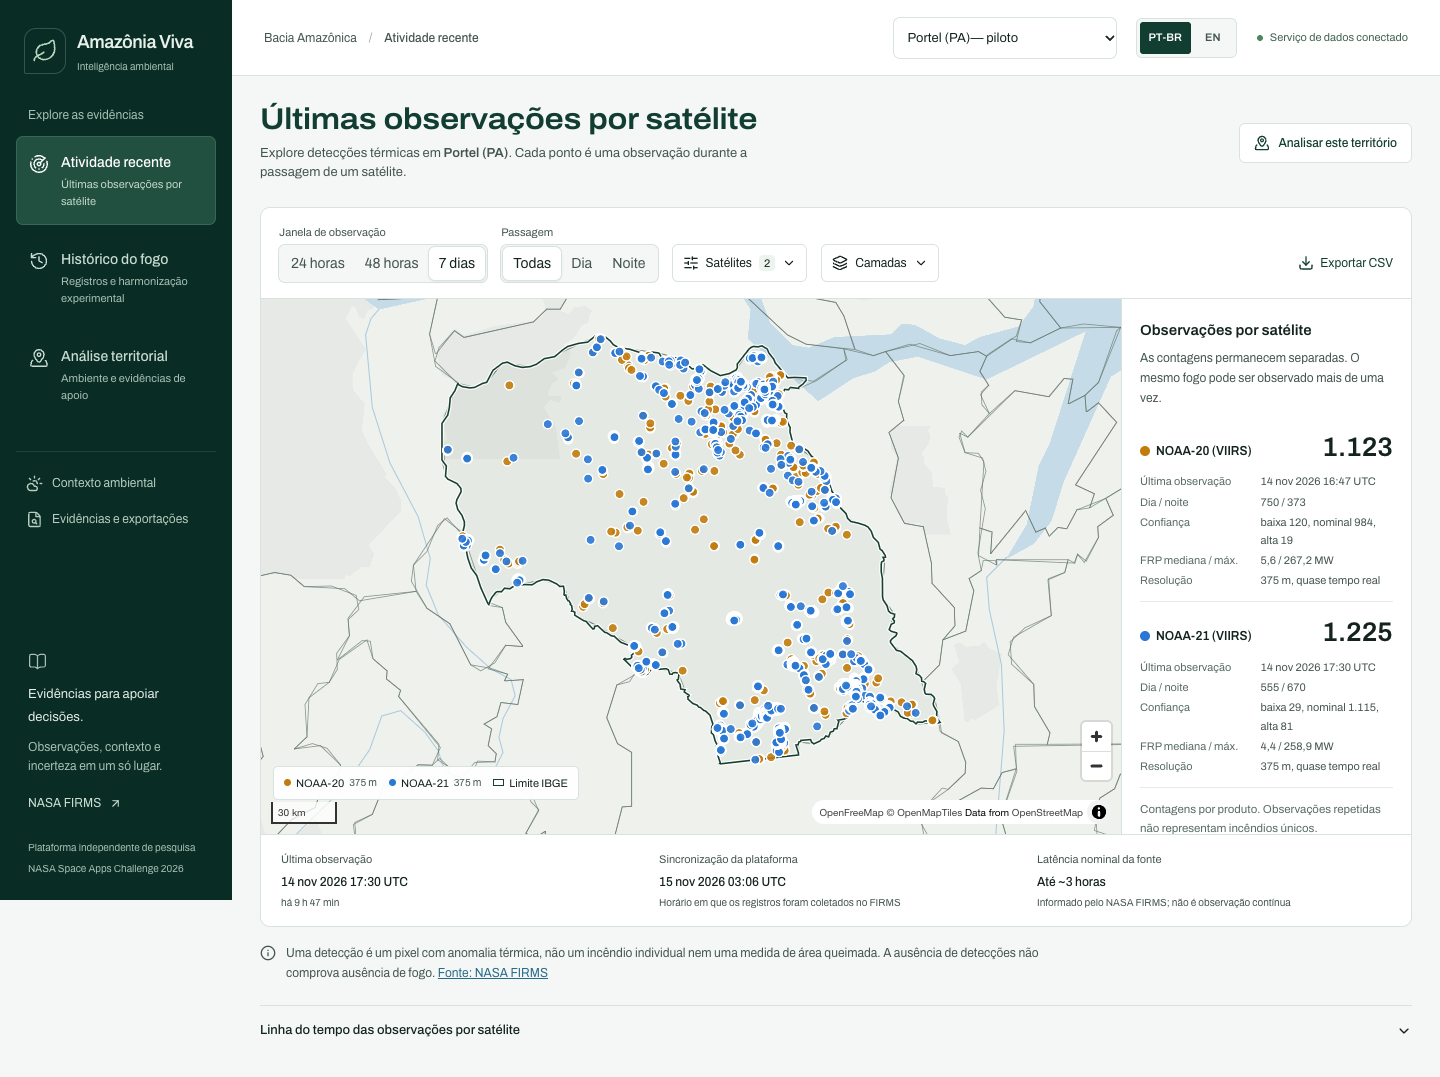 Amazônia Viva
Inteligência ambiental
Explore as evidências
Atividade recente
Últimas observações por
satélite
Histórico do fogo
Registros e harmonização
experimental
Análise territorial
Ambiente e evidências de
apoio
Contexto ambiental
Evidências e exportações
Evidências para apoiar
decisões.
Observações, contexto e
incerteza em um só lugar.
NASA FIRMS
Plataforma independente de pesquisa
NASA Space Apps Challenge 2026
Bacia Amazônica / Atividade recente
Portel (PA)— piloto
PT-BR EN
Serviço de dados conectado
Últimas observações por satélite
Explore detecções térmicas em Portel (PA). Cada ponto é uma observação durante a
passagem de um satélite.
Analisar este território
Janela de observação
24 horas 48 horas 7 dias
Passagem
Todas Dia Noite
Satélites 2
Camadas
Exportar CSV
NOAA-20 375 m NOAA-21 375 m Limite IBGE
30 km
OpenFreeMap © OpenMapTiles Data from OpenStreetMap
Observações por satélite
As contagens permanecem separadas. O
mesmo fogo pode ser observado mais de uma
vez.
NOAA-20 (VIIRS) 1.123
Última observação 14 nov 2026 16:47 UTC
Dia / noite 750 / 373
Confiança baixa 120, nominal 984,
alta 19
FRP mediana / máx. 5,6 / 267,2 MW
Resolução 375 m, quase tempo real
NOAA-21 (VIIRS) 1.225
Última observação 14 nov 2026 17:30 UTC
Dia / noite 555 / 670
Confiança baixa 29, nominal 1.115,
alta 81
FRP mediana / máx. 4,4 / 258,9 MW
Resolução 375 m, quase tempo real
Contagens por produto. Observações repetidas
não representam incêndios únicos.
Última observação
14 nov 2026 17:30 UTC
há 9 h 47 min
Sincronização da plataforma
15 nov 2026 03:06 UTC
Horário em que os registros foram coletados no FIRMS
Latência nominal da fonte
Até ~3 horas
Informado pelo NASA FIRMS; não é observação contínua
Uma detecção é um pixel com anomalia térmica, não um incêndio individual nem uma medida de área queimada. A ausência de detecções não
comprova ausência de fogo. Fonte: NASA FIRMS
Linha do tempo das observações por satélite